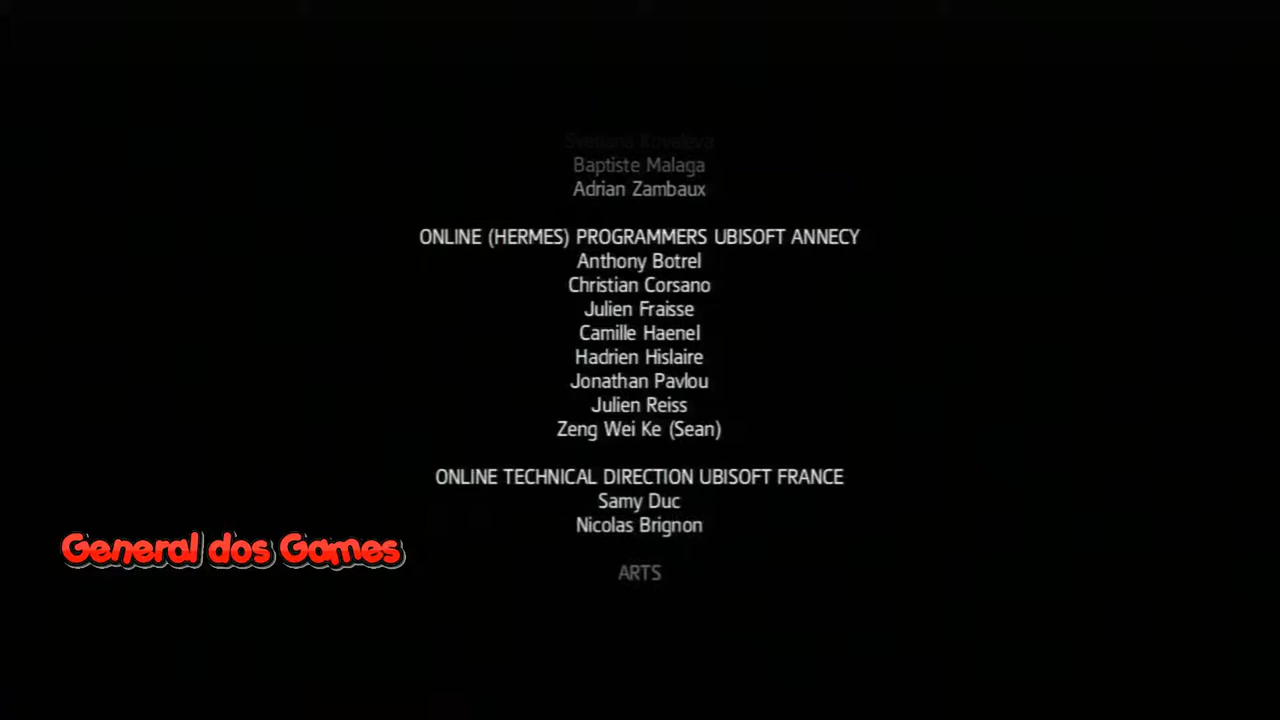 Svetlana Kovaleva
Baptiste Malaga
Adrian Zambaux
ONLINE (HERMES) PROGRAMMERS UBISOFT ANNECY
Anthony Botrel
Christian Corsano
Julien Fraisse
Camille Haenel
Hadrien Hislaire
Jonathan Pavlou
Julien Reiss
Zeng Wei Ke (Sean)
ONLINE TECHNICAL DIRECTION UBISOFT FRANCE
Samy Duc
Nicolas Brignon
General dos Games
ARTS